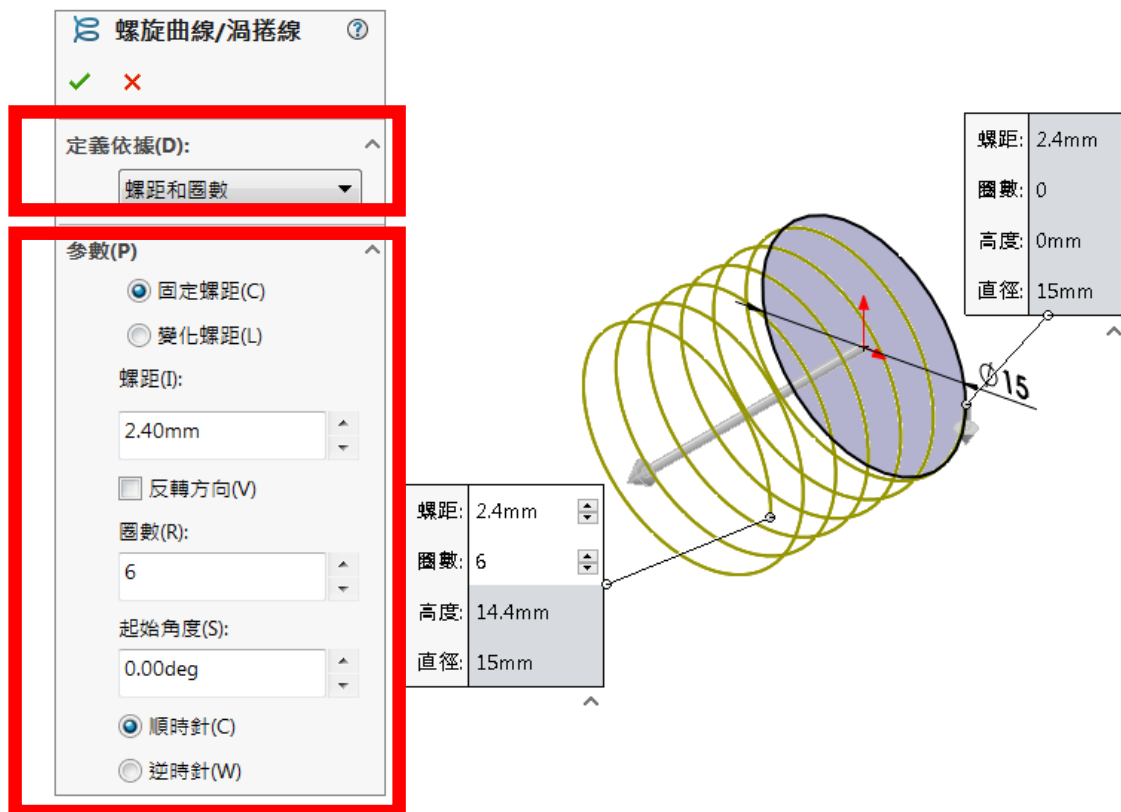 螺旋曲線/渦捲線
定義依據(D):
螺距和圈數
參數(P)
固定螺距(C)
變化螺距(L)
螺距(I):
2.40mm
反轉方向(V)
圈數(R):
6
起始角度(S):
0.00deg
順時針(C)
逆時針(W)
螺距: 2.4mm
圈數: 6
高度: 14.4mm
直徑: 15mm
螺距: 2.4mm
圈數: 0
高度: 0mm
直徑: 15mm
∅15